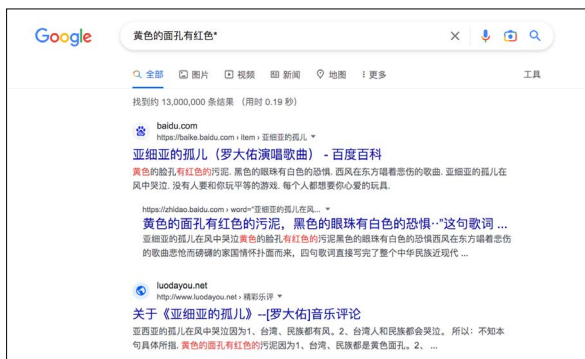 Google
黄色的面孔有红色*
全部 图片 视频 新闻 地图 更多 工具
找到约 13,000,000 条结果 （用时 0.19 秒）
baidu.com
https://baike.baidu.com › item › 亚细亚的孤儿
亚细亚的孤儿（罗大佑演唱歌曲） - 百度百科
黄色的脸孔有红色的污泥. 黑色的眼珠有白色的恐惧. 西风在东方唱着悲伤的歌曲. 亚细亚的孤儿在
风中哭泣. 没有人要和你玩平等的游戏. 每个人都想要你心爱的玩具.
https://zhidao.baidu.com › word="亚细亚的孤儿在风...
黄色的面孔有红色的污泥，黑色的眼珠有白色的恐惧··"这句歌词 ...
亚细亚的孤儿在风中哭泣黄色的脸孔有红色的污泥黑色的眼珠有白色的恐惧西风在东方唱着悲伤
的歌曲悲怆而磅礴的家国情怀扑面而来，四句歌词直接写完了整个中华民族近现代 ...
luodayou.net
http://www.luodayou.net › 精彩乐评
关于《亚细亚的孤儿》--[罗大佑]音乐评论
亚西亚的孤儿在风中哭泣因为1、台湾、民族都有风。2、台湾人和民族都会哭泣。 所以：不知本
句具体所指. 黄色的面孔有红色的污泥因为1、台湾、民族都是黄色面孔。2、 ...